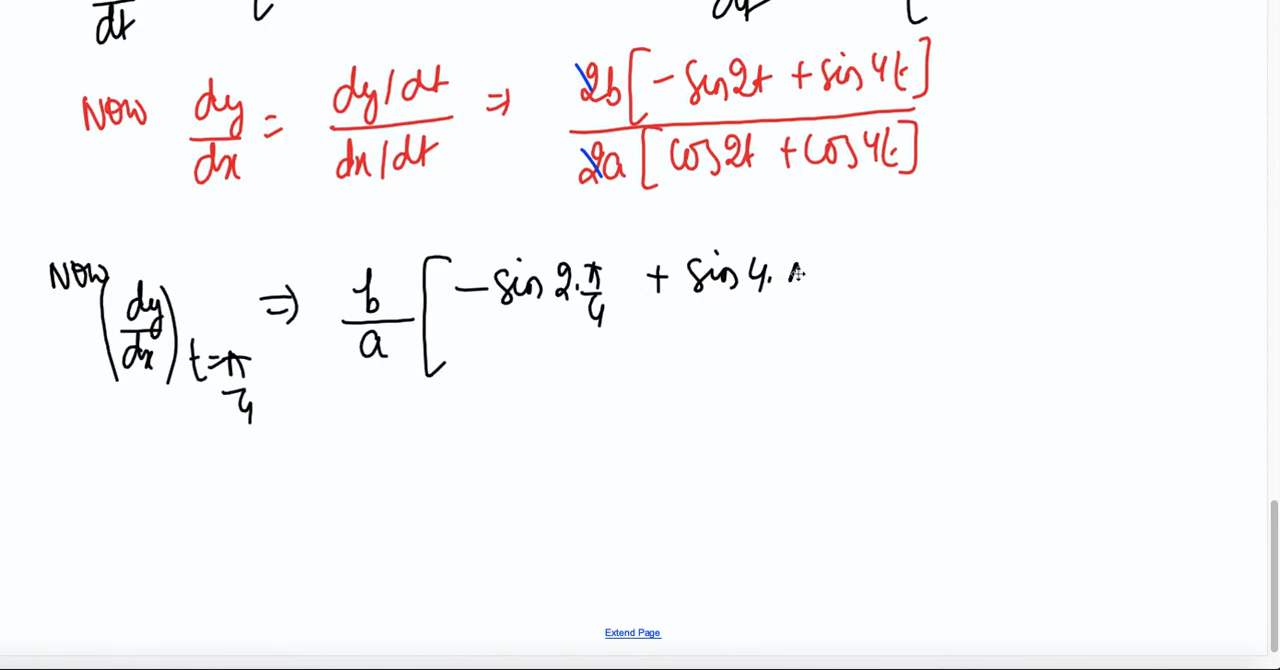 dt
Now dy/dx = dy/dt / dx/dt ⇒ 2b[-sin2t + sin4t] / 2a[cos2t + cos4t]
Now (dy/dx) t=π/4 ⇒ b/a [-sin 2.π/4 + sin 4.
Extend Page